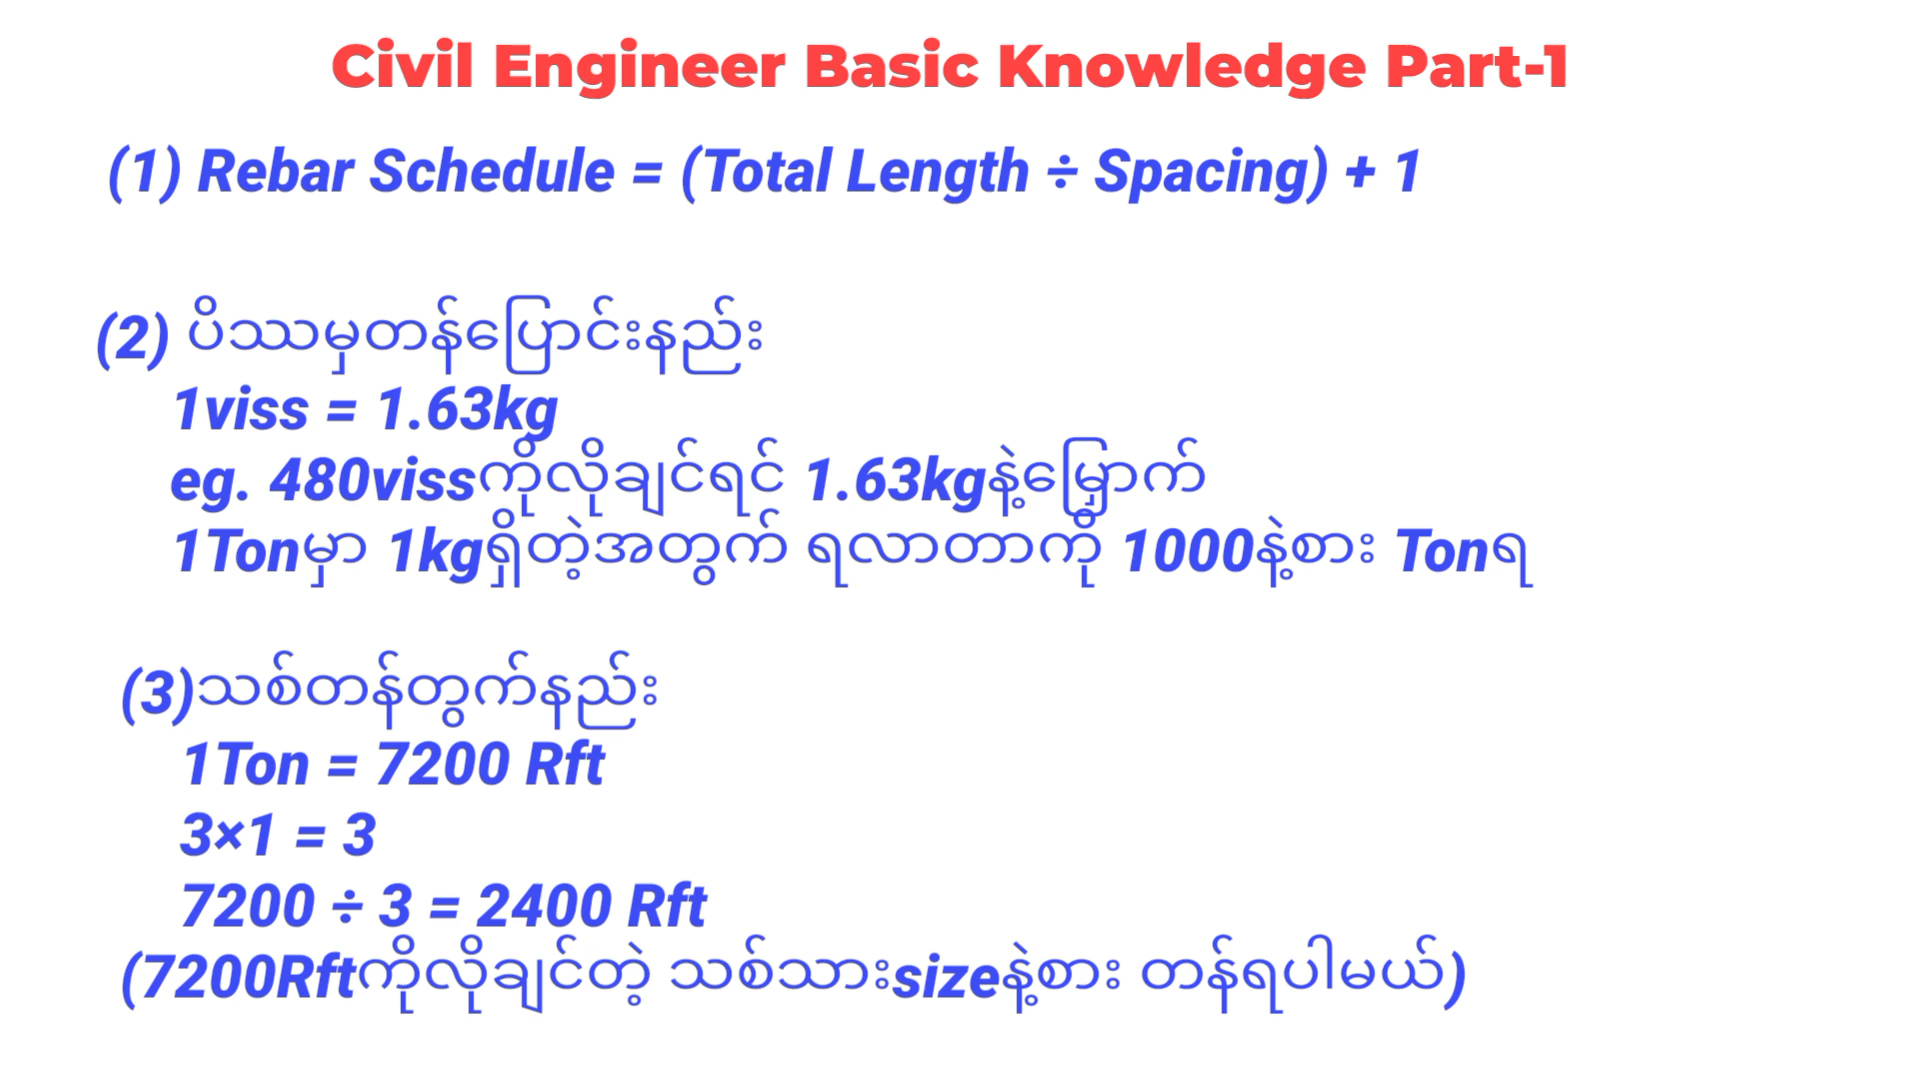 Civil Engineer Basic Knowledge Part-1
(1) Rebar Schedule = (Total Length ÷ Spacing) + 1
(2) ပိဿမှတန်ပြောင်းနည်း
1viss = 1.63kg
eg. 480vissကိုလိုချင်ရင် 1.63kgနဲ့မြှောက်
1Tonမှာ 1kgရှိတဲ့အတွက် ရလာတာကို 1000နဲ့စား Tonရ
(3)သစ်တန်တွက်နည်း
1Ton = 7200 Rft
3×1 = 3
7200 ÷ 3 = 2400 Rft
(7200Rftကိုလိုချင်တဲ့ သစ်သားsizeနဲ့စား တန်ရပါမယ်)